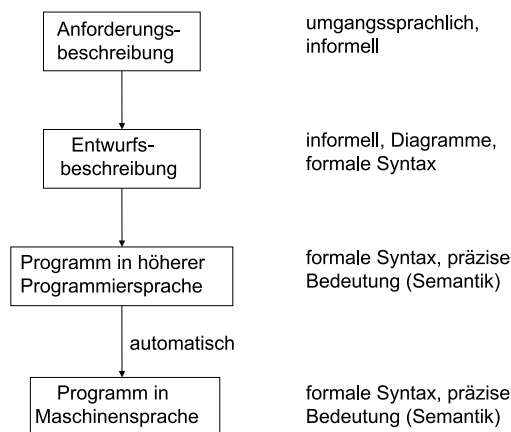 Anforderungs-
beschreibung
umgangssprachlich,
informell
Entwurfs-
beschreibung
informell, Diagramme,
formale Syntax
Programm in höherer
Programmiersprache
formale Syntax, präzise
Bedeutung (Semantik)
automatisch
Programm in
Maschinensprache
formale Syntax, präzise
Bedeutung (Semantik)